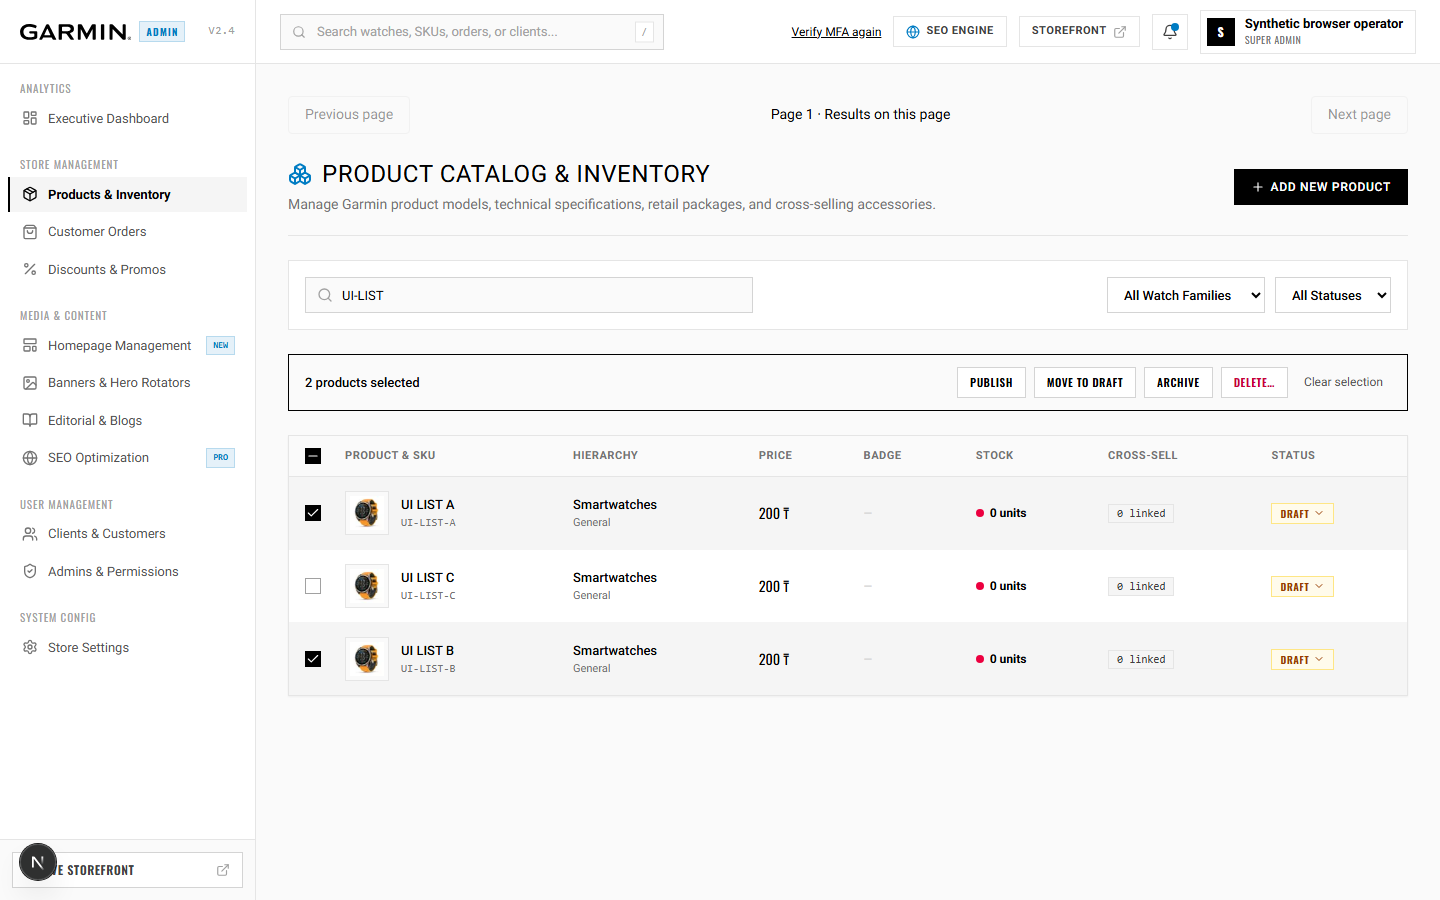 GARMIN. ADMIN V2.4
Search watches, SKUs, orders, or clients... /
Verify MFA again
SEO ENGINE
STOREFRONT
S
Synthetic browser operator
SUPER ADMIN
ANALYTICS
Executive Dashboard
STORE MANAGEMENT
Products & Inventory
Customer Orders
Discounts & Promos
MEDIA & CONTENT
Homepage Management NEW
Banners & Hero Rotators
Editorial & Blogs
SEO Optimization PRO
USER MANAGEMENT
Clients & Customers
Admins & Permissions
SYSTEM CONFIG
Store Settings
N
STOREFRONT
Previous page
Page 1 · Results on this page
Next page
PRODUCT CATALOG & INVENTORY
Manage Garmin product models, technical specifications, retail packages, and cross-selling accessories.
+ ADD NEW PRODUCT
UI-LIST
All Watch Families
All Statuses
2 products selected
PUBLISH
MOVE TO DRAFT
ARCHIVE
DELETE...
Clear selection
PRODUCT & SKU HIERARCHY PRICE BADGE STOCK CROSS-SELL STATUS
UI LIST A
UI-LIST-A
Smartwatches
General
200 ₸
—
0 units
0 linked
DRAFT
UI LIST C
UI-LIST-C
Smartwatches
General
200 ₸
—
0 units
0 linked
DRAFT
UI LIST B
UI-LIST-B
Smartwatches
General
200 ₸
—
0 units
0 linked
DRAFT